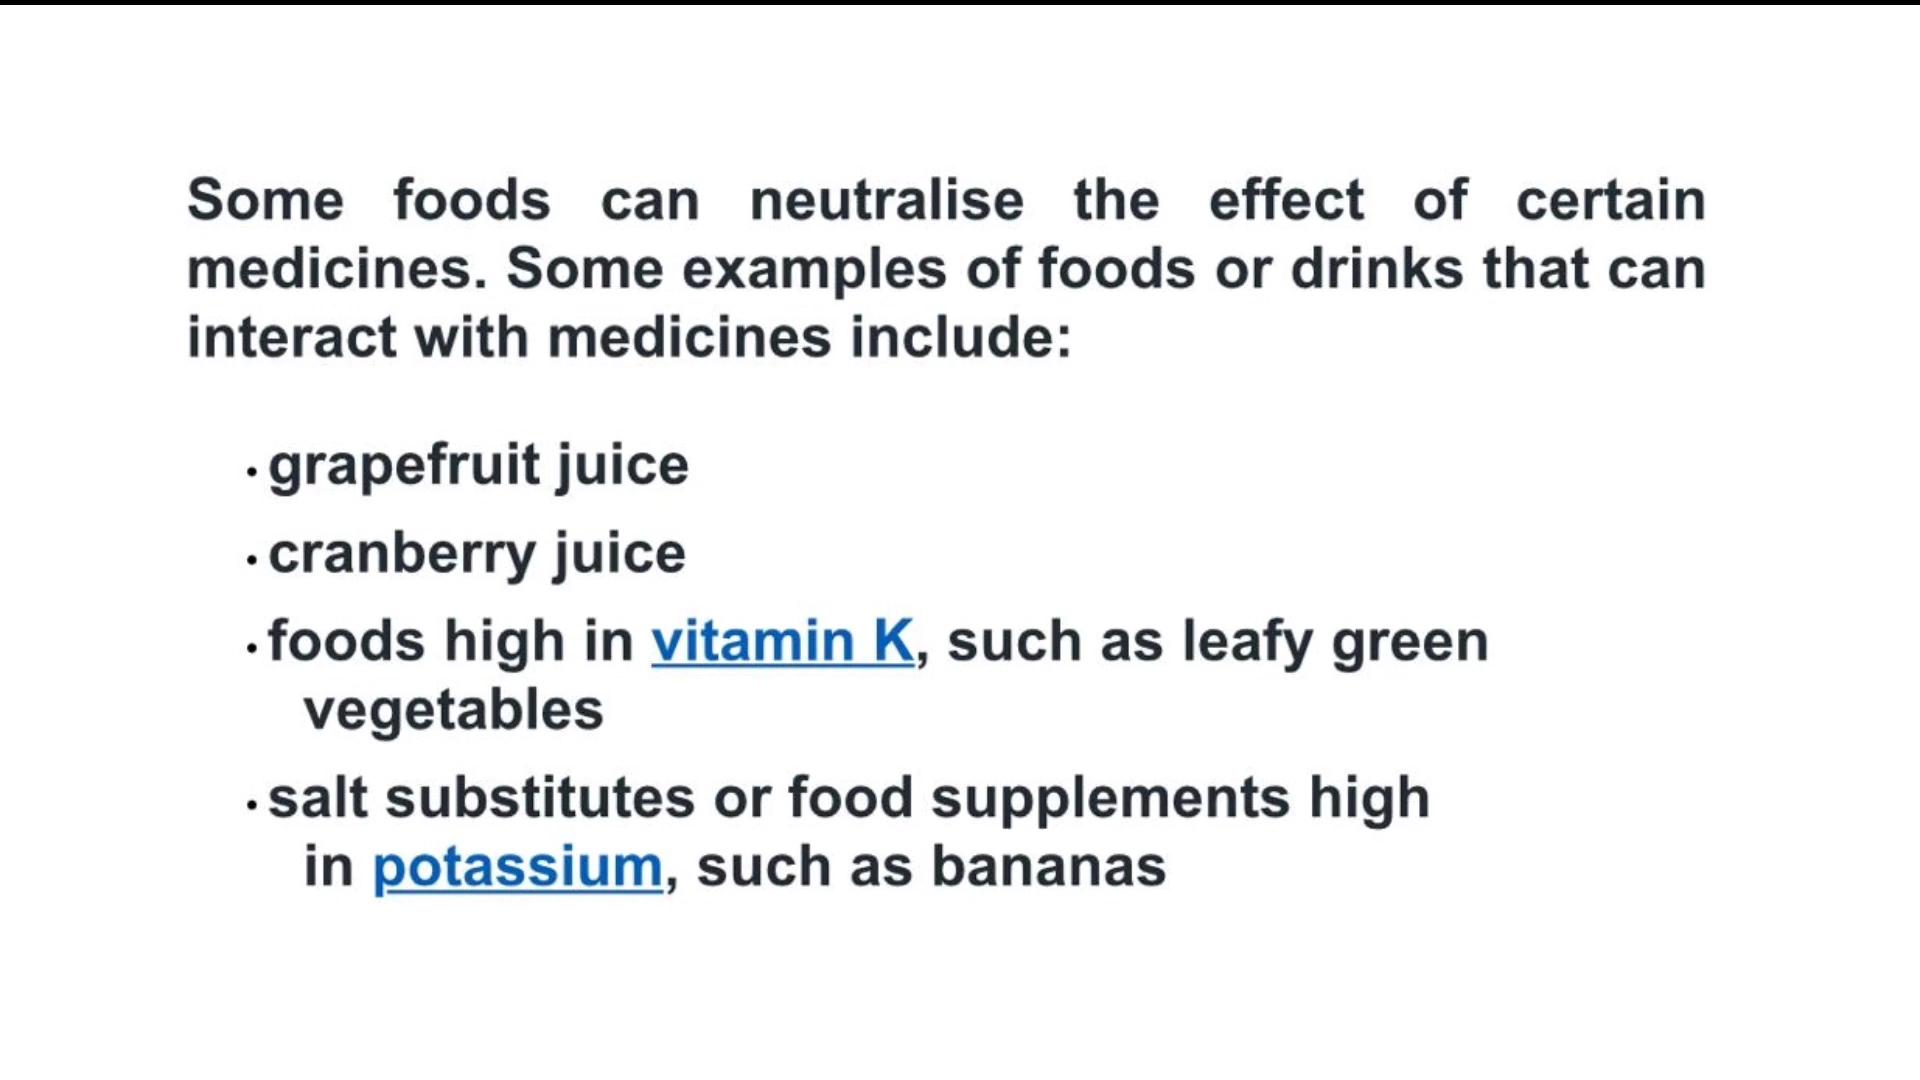 Some foods can neutralise the effect of certain
medicines. Some examples of foods or drinks that can
interact with medicines include:
• grapefruit juice
• cranberry juice
• foods high in vitamin K, such as leafy green
vegetables
• salt substitutes or food supplements high
in potassium, such as bananas